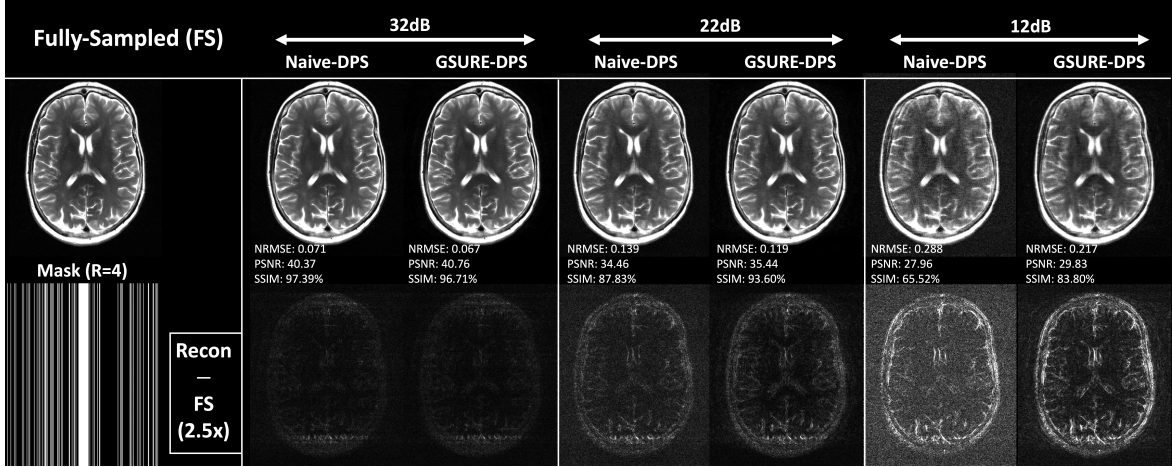 Fully-Sampled (FS)
32dB
22dB
12dB
Naive-DPS
GSURE-DPS
Naive-DPS
GSURE-DPS
Naive-DPS
GSURE-DPS
NRMSE: 0.071
PSNR: 40.37
SSIM: 97.39%
NRMSE: 0.067
PSNR: 40.76
SSIM: 96.71%
NRMSE: 0.139
PSNR: 34.46
SSIM: 87.83%
NRMSE: 0.119
PSNR: 35.44
SSIM: 93.60%
NRMSE: 0.288
PSNR: 27.96
SSIM: 65.52%
NRMSE: 0.217
PSNR: 29.83
SSIM: 83.80%
Mask (R=4)
Recon
—
FS
(2.5x)